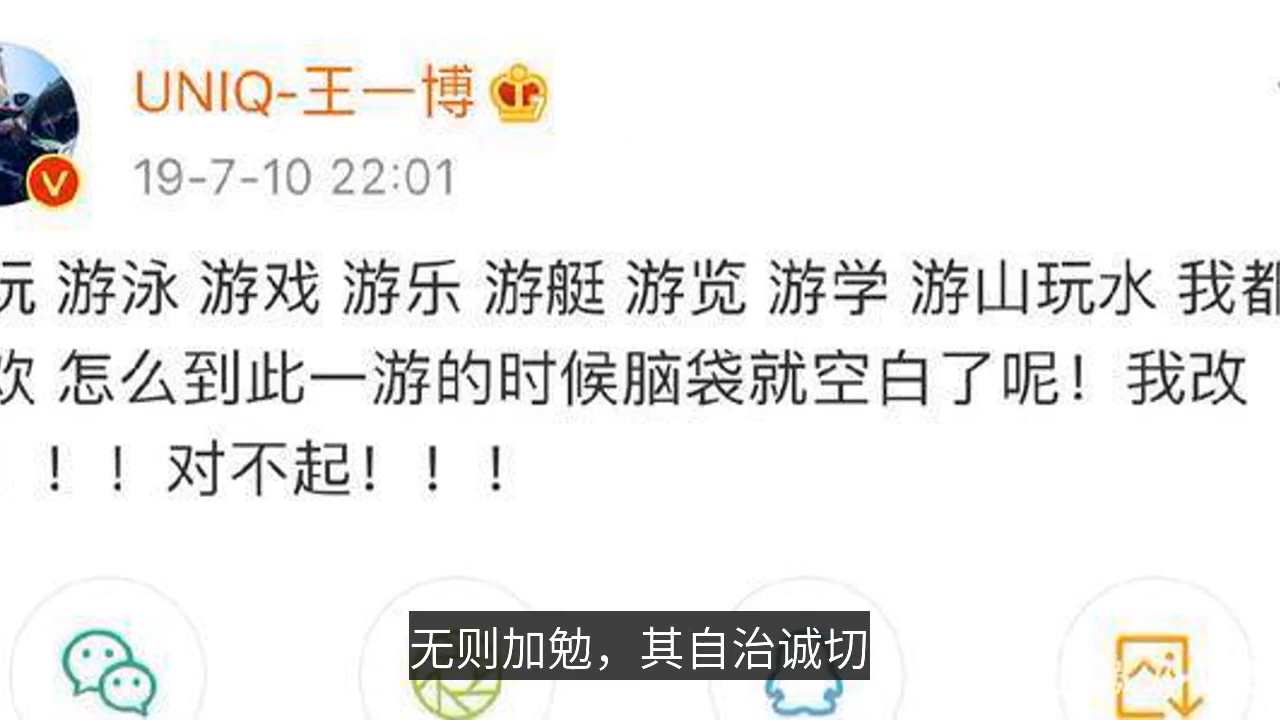 UNIQ-王一博
19-7-10 22:01
玩 游泳 游戏 游乐 游艇 游览 游学 游山玩水 我都
欢 怎么到此一游的时候脑袋就空白了呢！我改
！！对不起！！！
无则加勉，其自治诚切